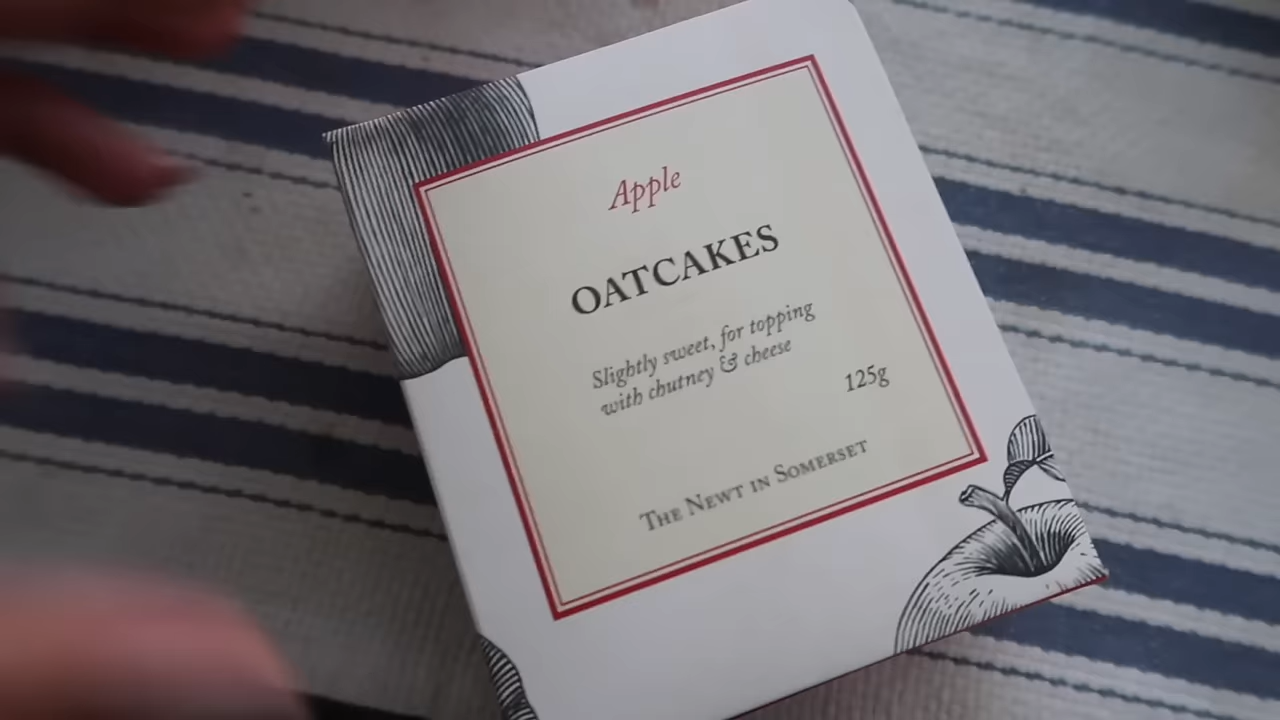 Apple
OATCAKES
Slightly sweet, for topping
with chutney & cheese
125g
THE NEWT IN SOMERSET